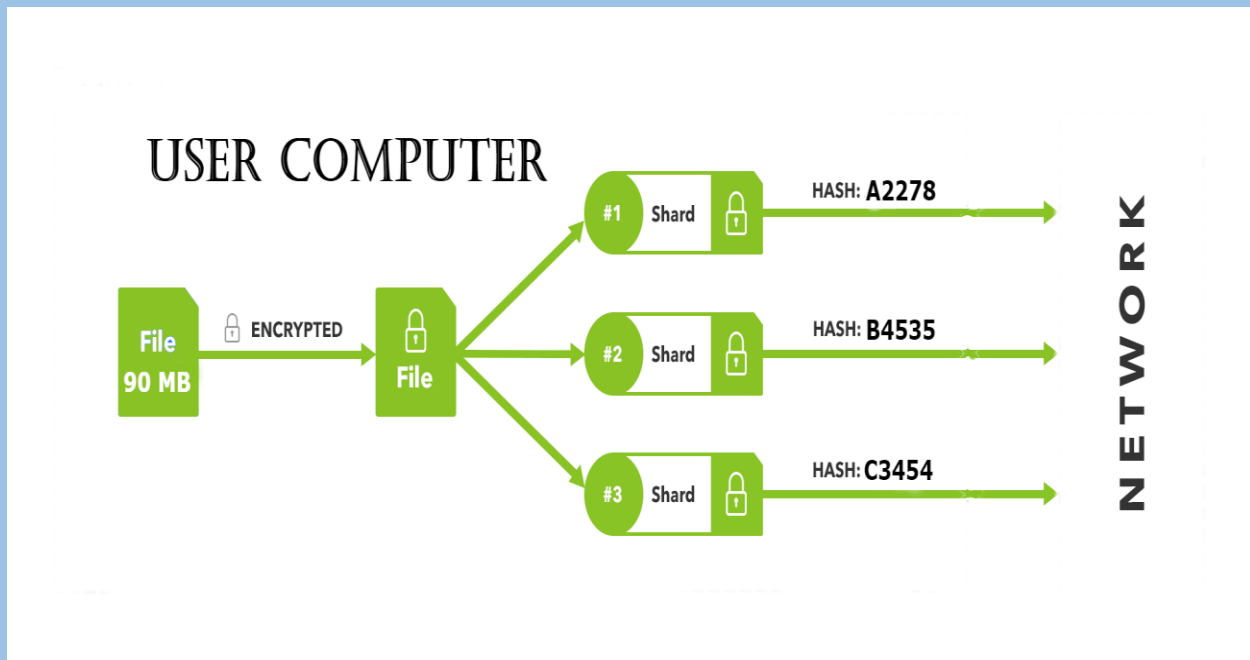 USER COMPUTER
File
90 MB
ENCRYPTED
File
#1 Shard
HASH: A2278
#2 Shard
HASH: B4535
#3 Shard
HASH: C3454
NETWORK